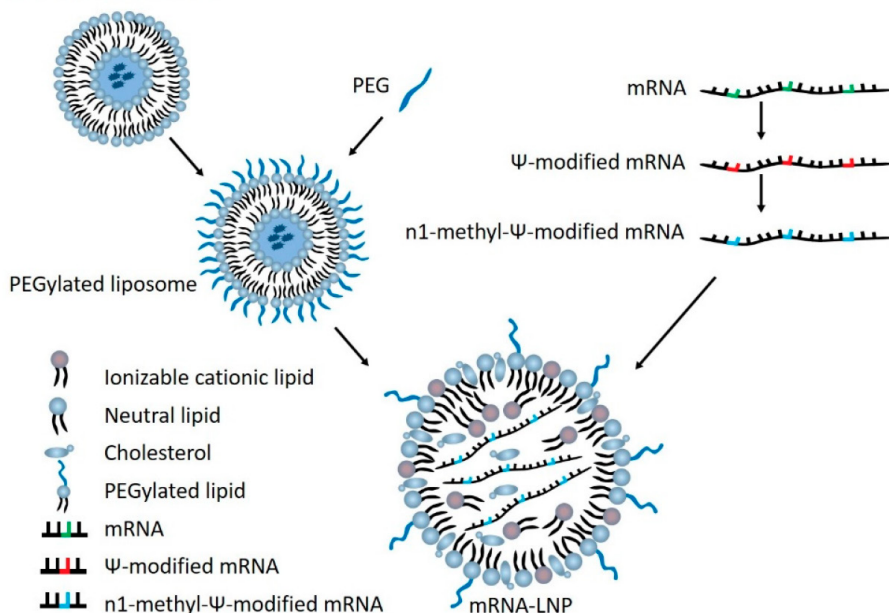 PEG
mRNA
Ψ-modified mRNA
n1-methyl-Ψ-modified mRNA
PEGylated liposome
Ionizable cationic lipid
Neutral lipid
Cholesterol
PEGylated lipid
mRNA
Ψ-modified mRNA
n1-methyl-Ψ-modified mRNA
mRNA-LNP